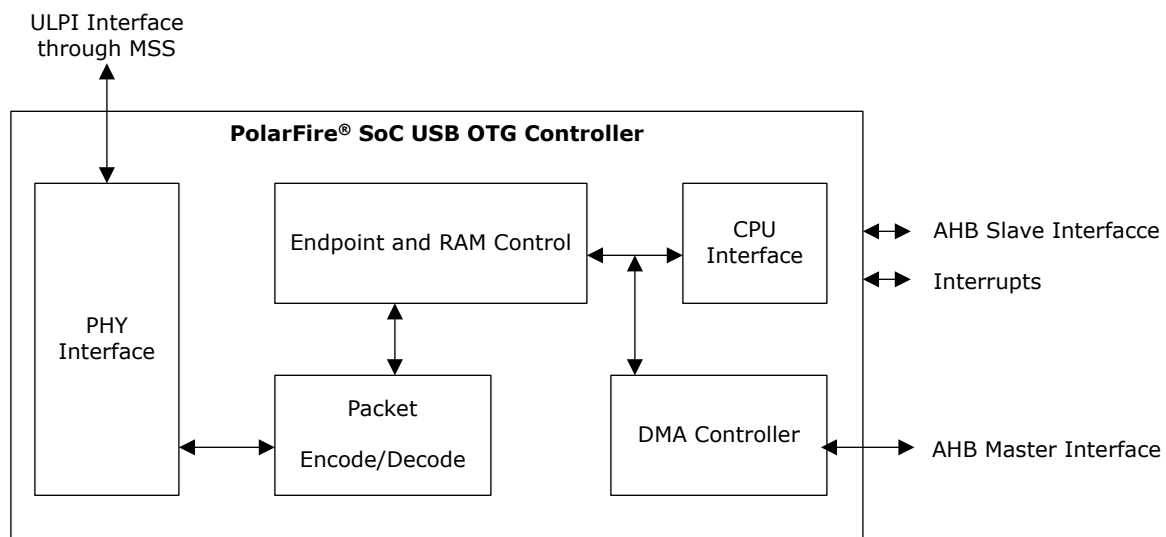 ULPI Interface
through MSS
PolarFire® SoC USB OTG Controller
Endpoint and RAM Control
CPU
Interface
AHB Slave Interfacce
Interrupts
PHY
Interface
Packet
Encode/Decode
DMA Controller
AHB Master Interface